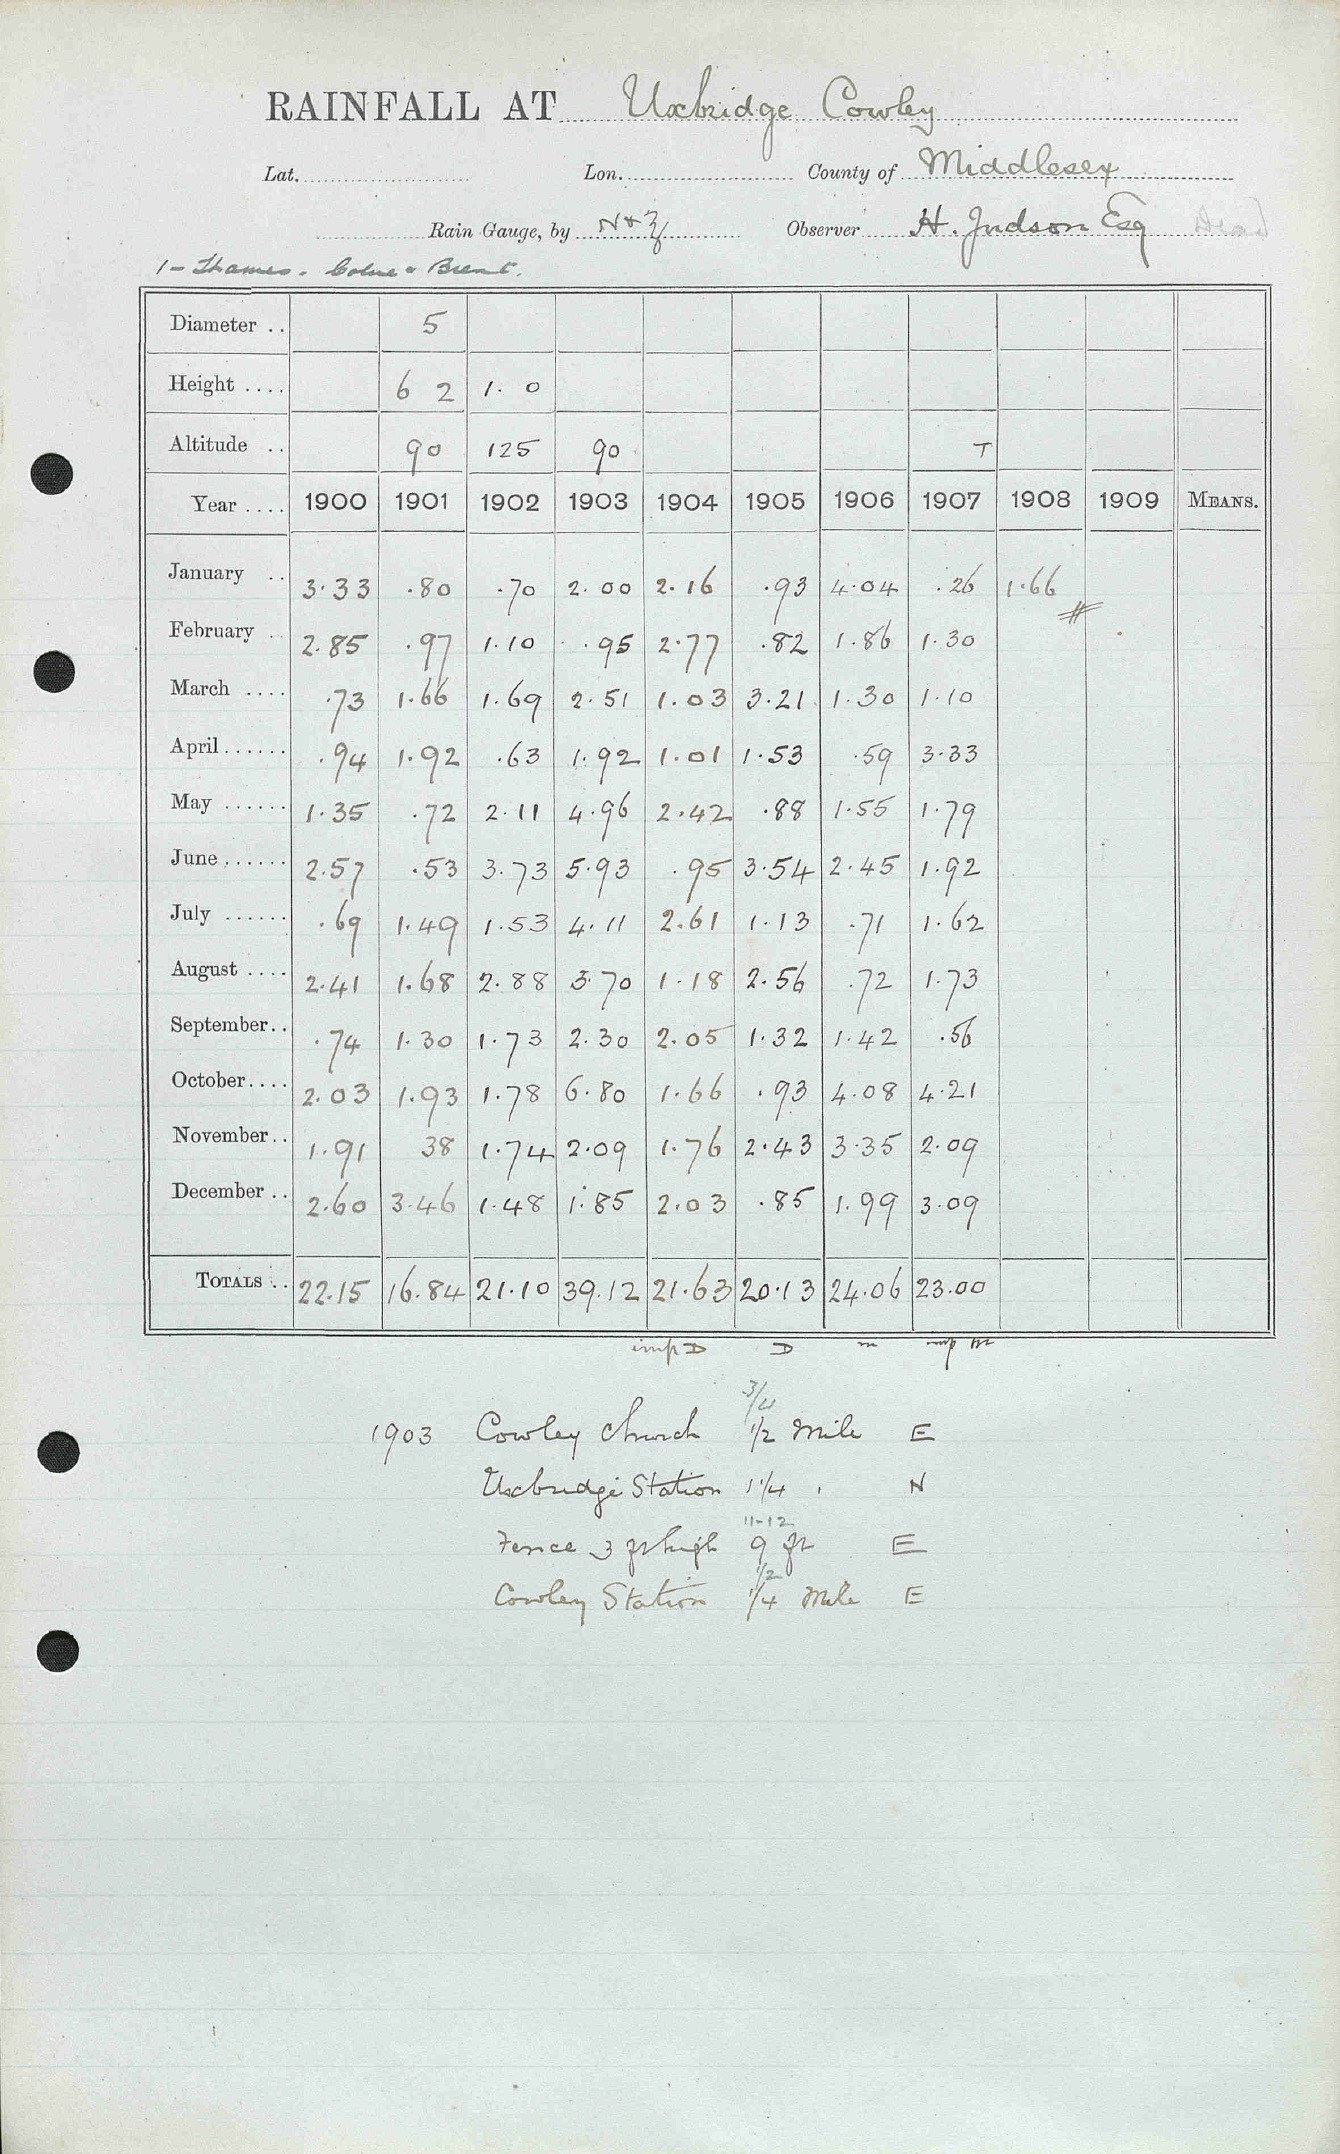 RAINFALL AT Uxbridge Cowley
Lat. Lon. County of Middlesex
Rain Gauge, by N & Z Observer H. Judson Esq Dead
1 - Thames. Colne & Brent.
Diameter .. 5
Height .... 6 2 1. 0
Altitude .. 90 125 90 T
Year .... 1900 1901 1902 1903 1904 1905 1906 1907 1908 1909 MEANS.
January .. 3.33 .80 .70 2.00 2.16 .93 4.04 .26 1.66
February .. 2.85 .97 1.10 .95 2.77 .82 1.86 1.30 #
March .... .73 1.66 1.69 2.51 1.03 3.21 1.30 1.10
April ...... .94 1.92 .63 1.92 1.01 1.53 .59 3.33
May ...... 1.35 .72 2.11 4.96 2.42 .88 1.55 1.79
June ...... 2.57 .53 3.73 5.93 .95 3.54 2.45 1.92
July ...... .69 1.49 1.53 4.11 2.61 1.13 .71 1.62
August .... 2.41 1.68 2.88 3.70 1.18 2.56 .72 1.73
September.. .74 1.30 1.73 2.30 2.05 1.32 1.42 .56
October.... 2.03 1.93 1.78 6.80 1.66 .93 4.08 4.21
November.. 1.91 38 1.74 2.09 1.76 2.43 3.35 2.09
December .. 2.60 3.46 1.48 1.85 2.03 .85 1.99 3.09
TOTALS .. 22.15 16.84 21.10 39.12 21.63 20.13 24.06 23.00
imp D D m imp M
3/4
1903 Cowley Church 1/2 Mile E
Uxbridge Station 1 1/4 " N
11-12
Fence 3 ft high 9 ft E
1/2
Cowley Station 1/4 Mile E